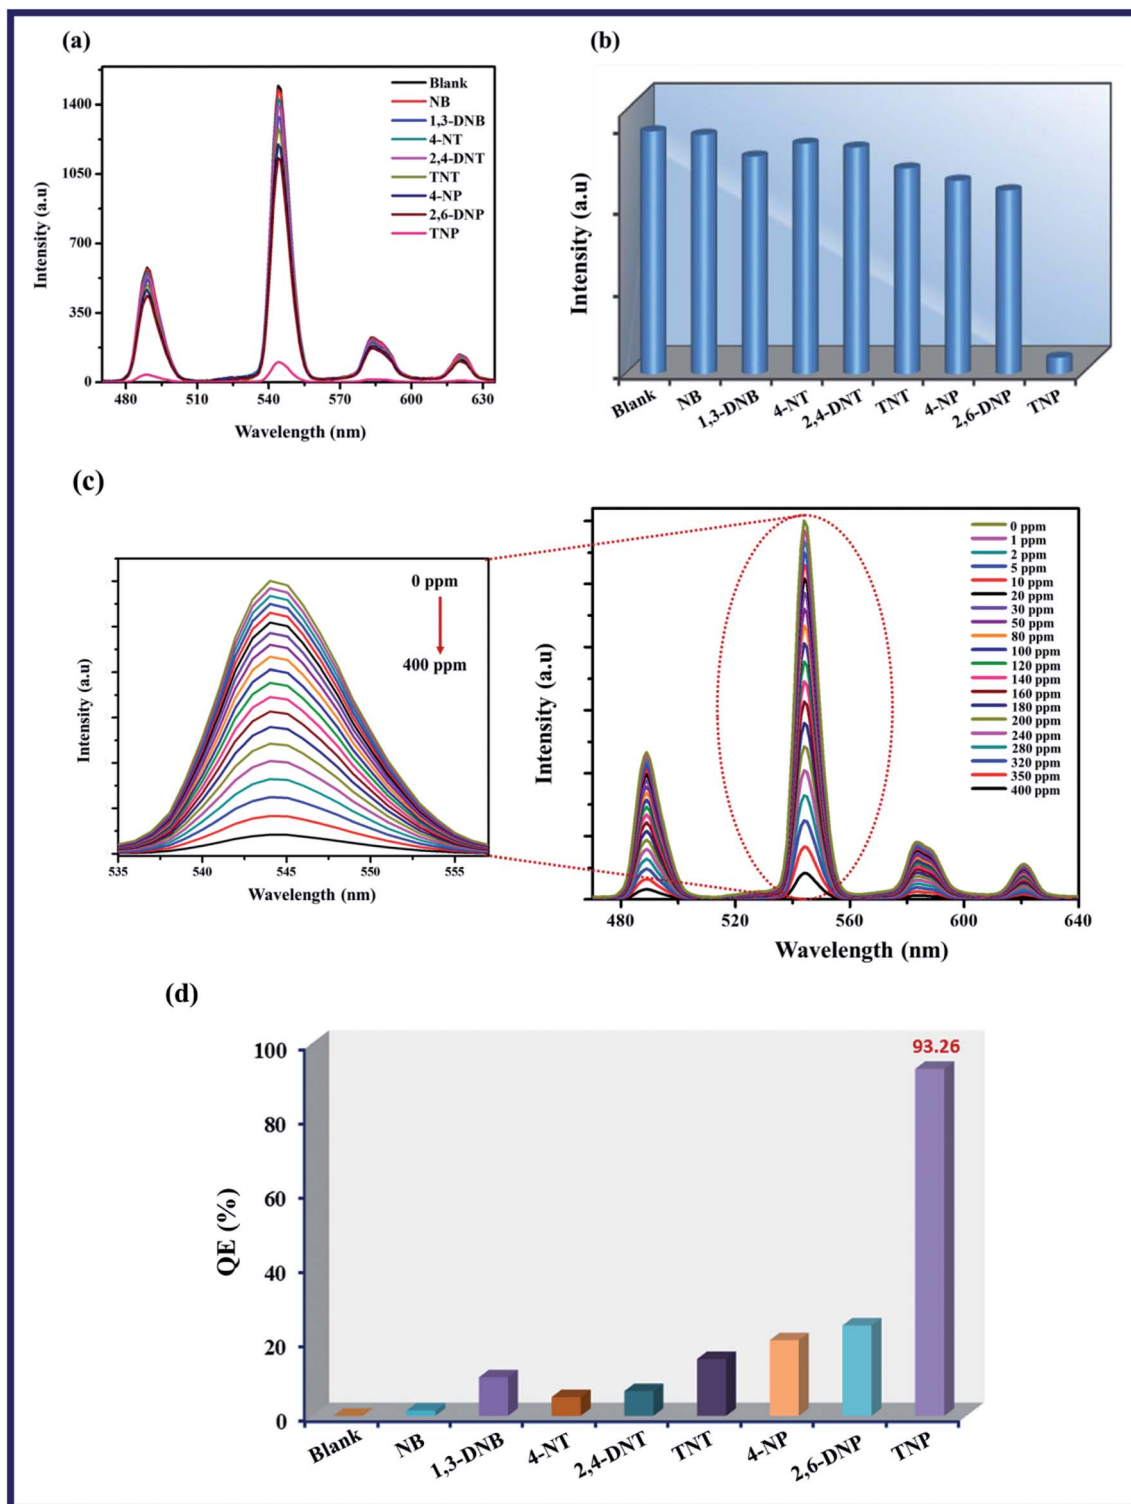 (a)
Intensity (a.u)
1400
1050
700
350
0
480 510 540 570 600 630
Wavelength (nm)
Blank
NB
1,3-DNB
4-NT
2,4-DNT
TNT
4-NP
2,6-DNP
TNP
(b)
Intensity (a.u)
Blank NB 1,3-DNB 4-NT 2,4-DNT TNT 4-NP 2,6-DNP TNP
(c)
Intensity (a.u)
0 ppm
400 ppm
535 540 545 550 555
Wavelength (nm)
Intensity (a.u)
0 ppm
1 ppm
2 ppm
5 ppm
10 ppm
20 ppm
30 ppm
50 ppm
80 ppm
100 ppm
120 ppm
140 ppm
160 ppm
180 ppm
200 ppm
240 ppm
280 ppm
320 ppm
350 ppm
400 ppm
480 520 560 600 640
Wavelength (nm)
(d)
QE (%)
100
80
60
40
20
0
93.26
Blank NB 1,3-DNB 4-NT 2,4-DNT TNT 4-NP 2,6-DNP TNP